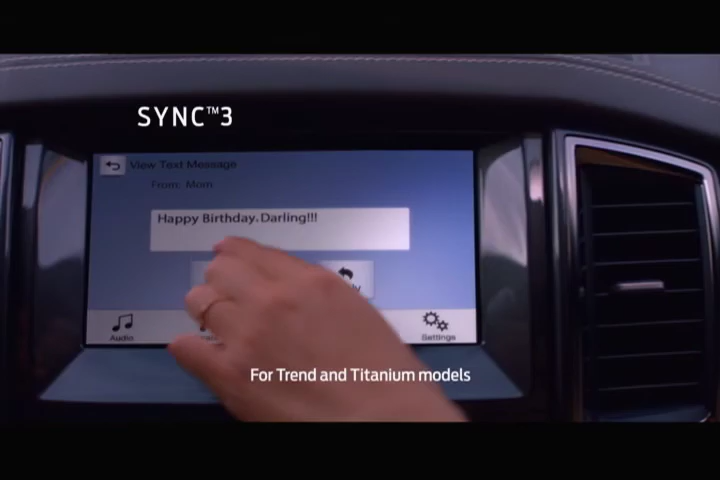 SYNC™3
View Text Message
From: Mom
Happy Birthday, Darling!!!
Audio
Settings
For Trend and Titanium models